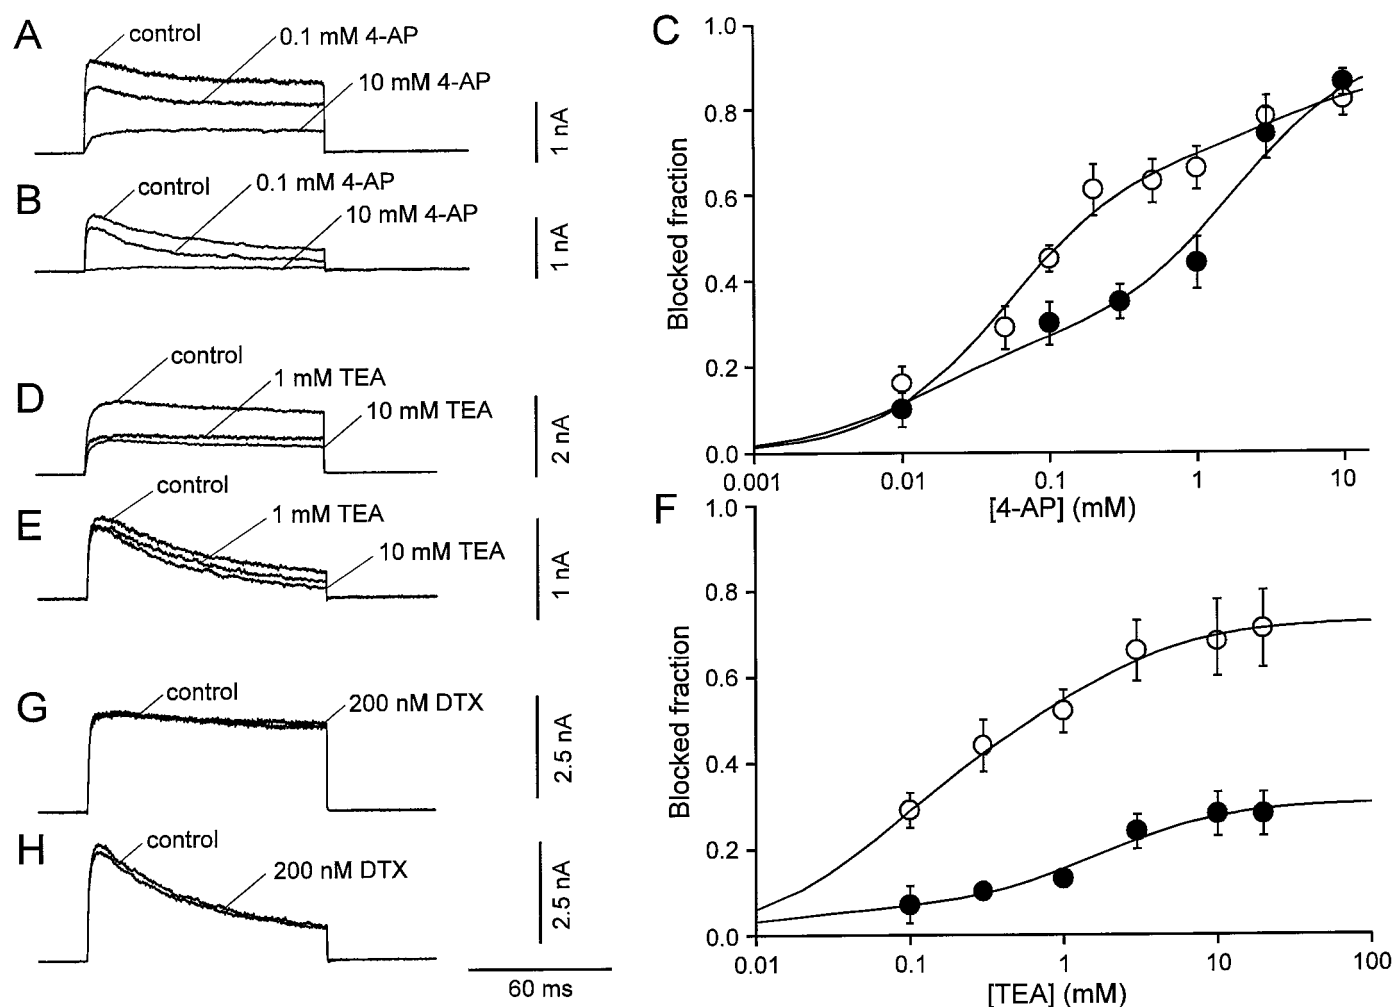 A
control
0.1 mM 4-AP
10 mM 4-AP
1 nA
B
control
0.1 mM 4-AP
10 mM 4-AP
1 nA
D
control
1 mM TEA
10 mM TEA
2 nA
E
control
1 mM TEA
10 mM TEA
1 nA
G
control
200 nM DTX
2.5 nA
H
control
200 nM DTX
2.5 nA
60 ms
C
1.0
0.8
0.6
0.4
0.2
0.0
Blocked fraction
0.001 0.01 0.1 1 10
[4-AP] (mM)
F
1.0
0.8
0.6
0.4
0.2
0.0
Blocked fraction
0.01 0.1 1 10 100
[TEA] (mM)